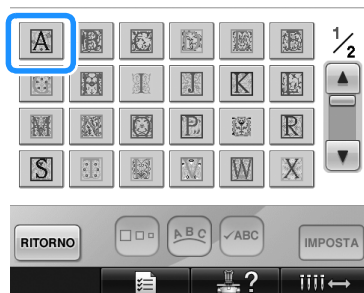 A B C E 1/2
H I J K L
M N O P R
S V W X
RITORNO ABC ✓ABC IMPOSTA
?